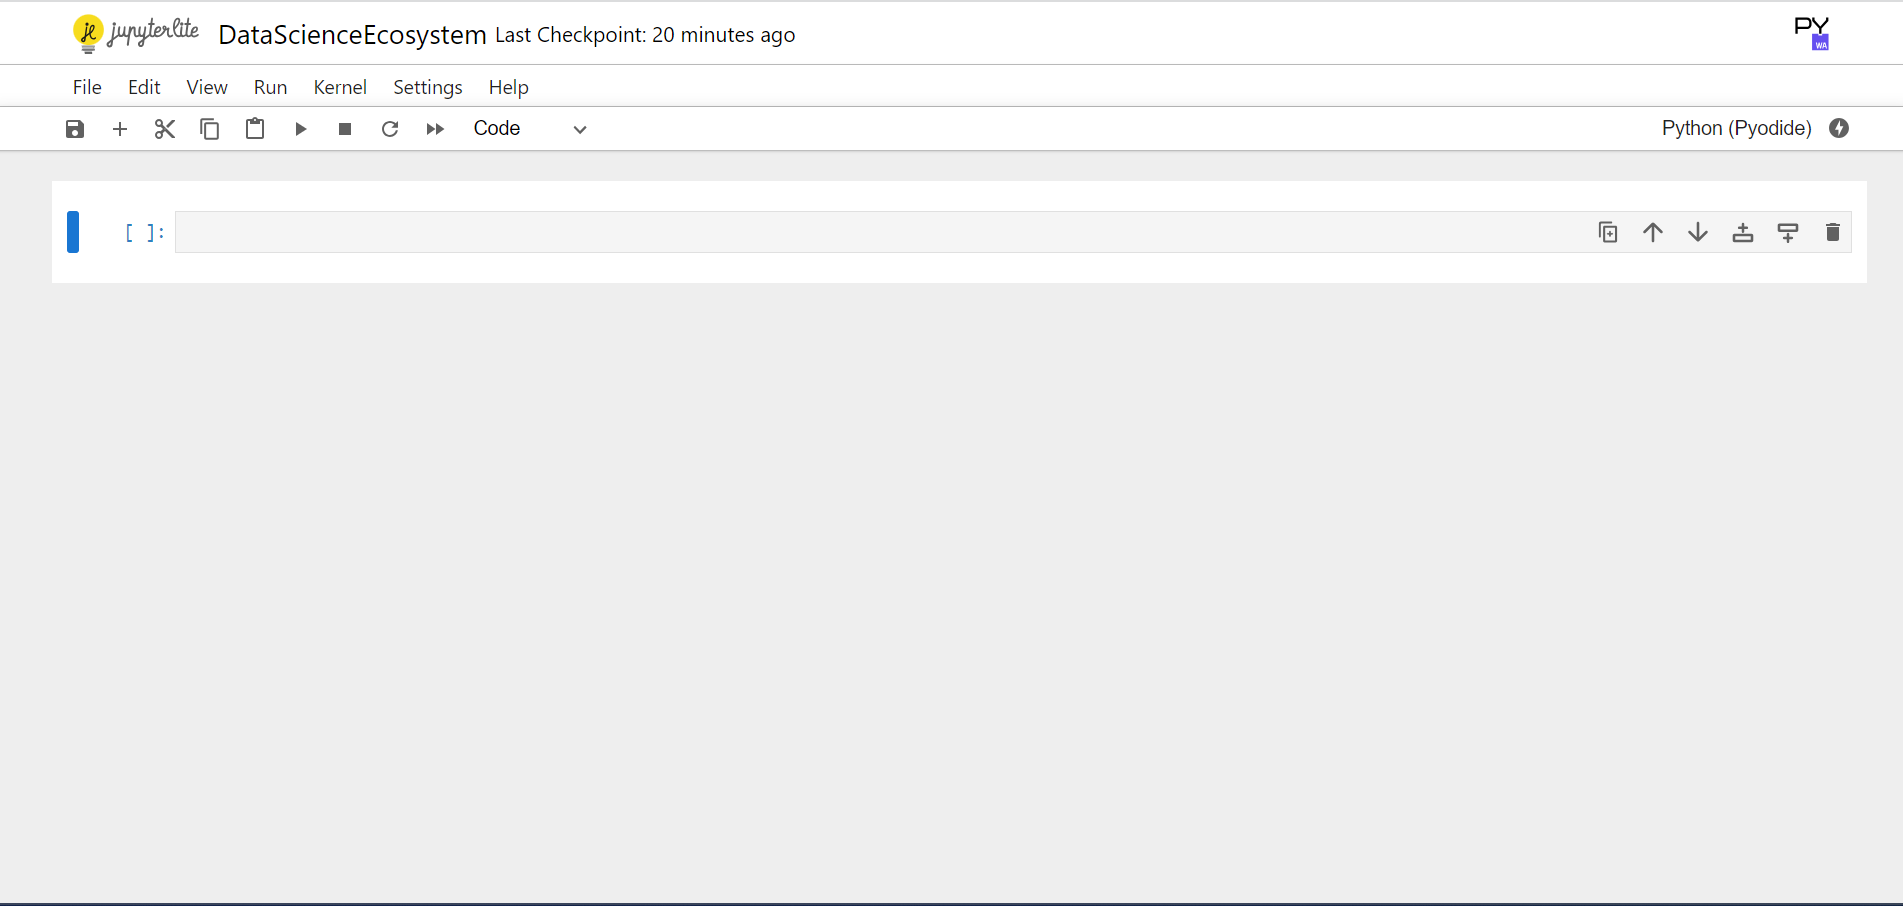 jupyterlite DataScienceEcosystem Last Checkpoint: 20 minutes ago
PY
WA
File Edit View Run Kernel Settings Help
Code Python (Pyodide)
[ ]: